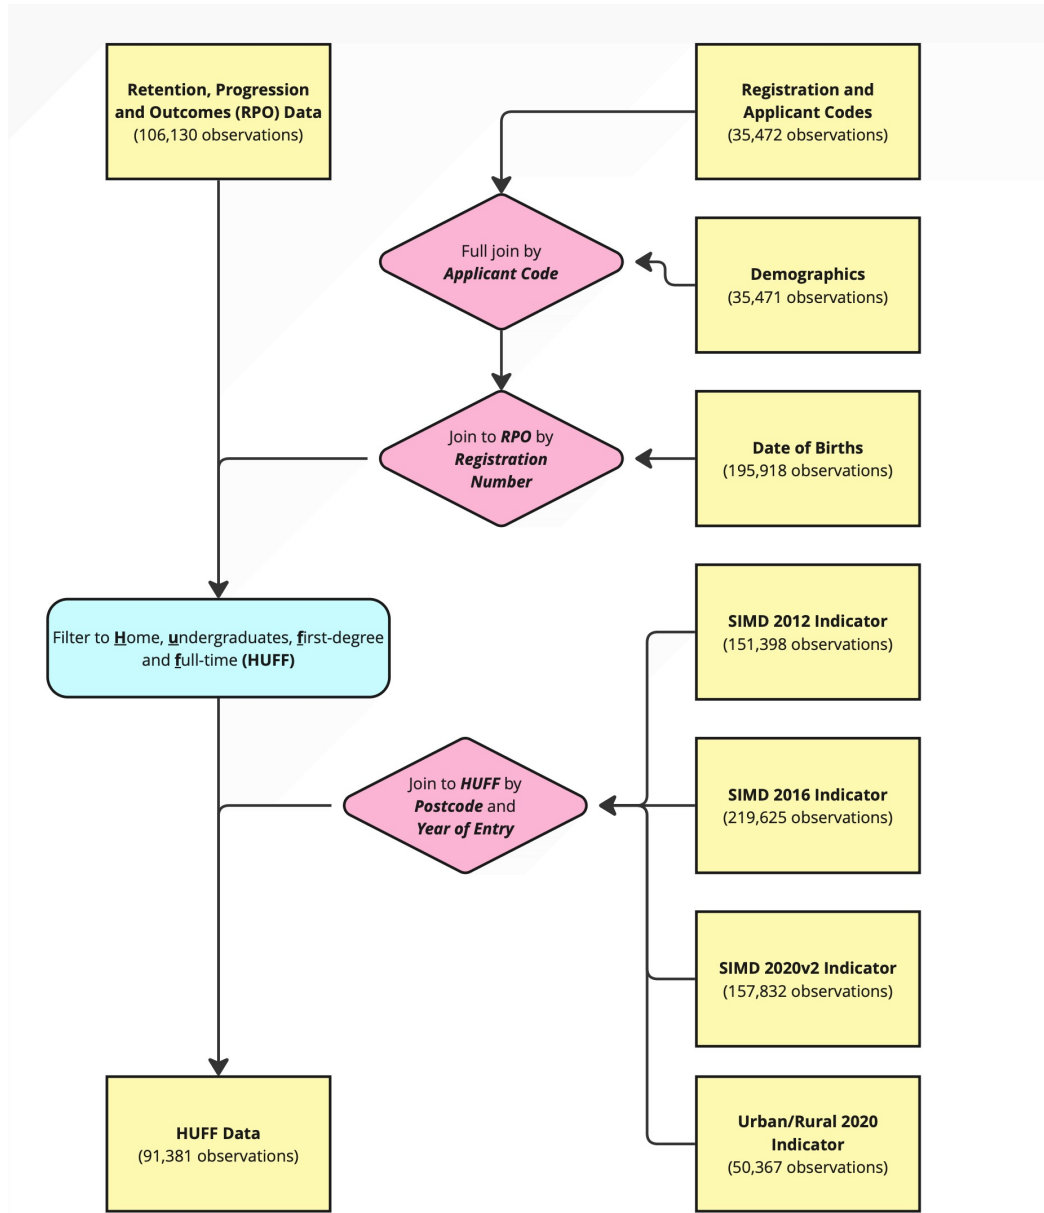 Retention, Progression
and Outcomes (RPO) Data
(106,130 observations)
Registration and
Applicant Codes
(35,472 observations)
Full join by
Applicant Code
Demographics
(35,471 observations)
Join to RPO by
Registration
Number
Date of Births
(195,918 observations)
Filter to Home, undergraduates, first-degree
and full-time (HUFF)
SIMD 2012 Indicator
(151,398 observations)
Join to HUFF by
Postcode and
Year of Entry
SIMD 2016 Indicator
(219,625 observations)
SIMD 2020v2 Indicator
(157,832 observations)
HUFF Data
(91,381 observations)
Urban/Rural 2020
Indicator
(50,367 observations)